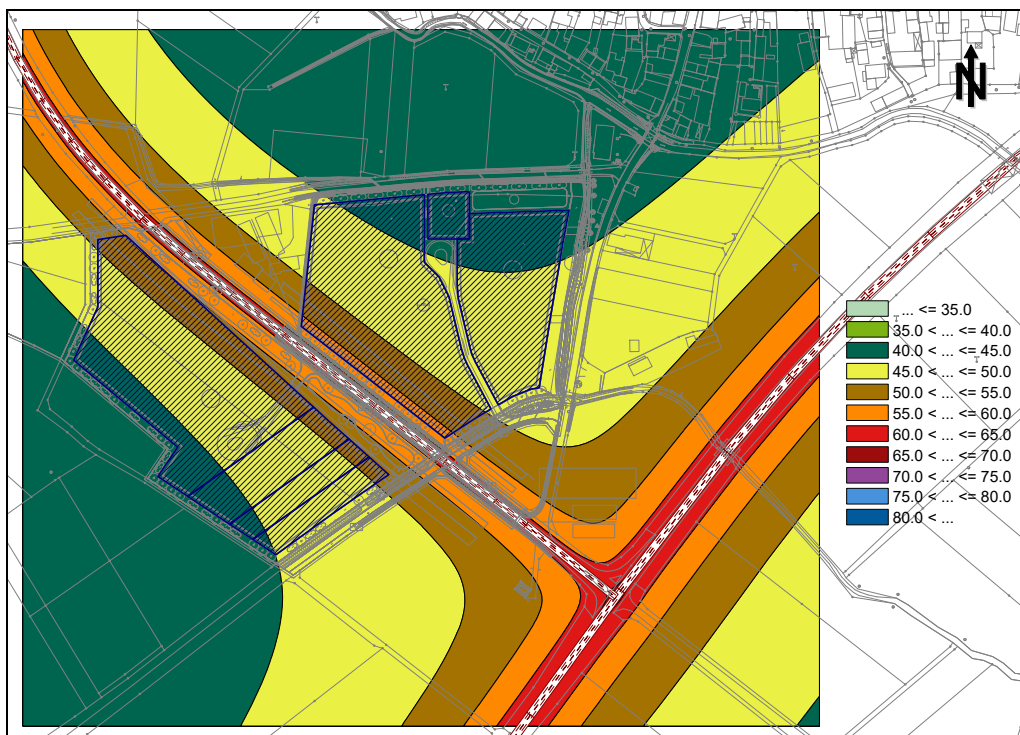 N
... <= 35.0
35.0 < ... <= 40.0
40.0 < ... <= 45.0
45.0 < ... <= 50.0
50.0 < ... <= 55.0
55.0 < ... <= 60.0
60.0 < ... <= 65.0
65.0 < ... <= 70.0
70.0 < ... <= 75.0
75.0 < ... <= 80.0
80.0 < ...